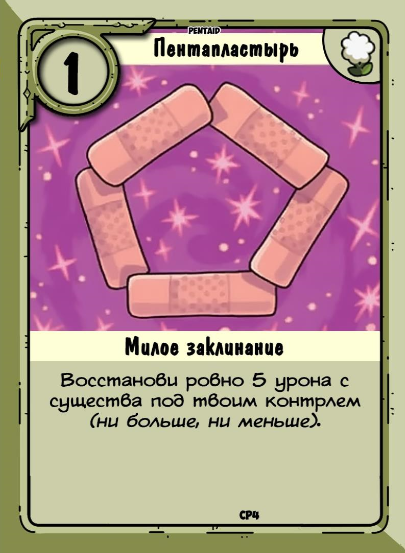 PENTAID
1
Пентапластырь
Милое заклинание
Восстанови ровно 5 урона с
существа под твоим контрлем
(ни больше, ни меньше).
CP4